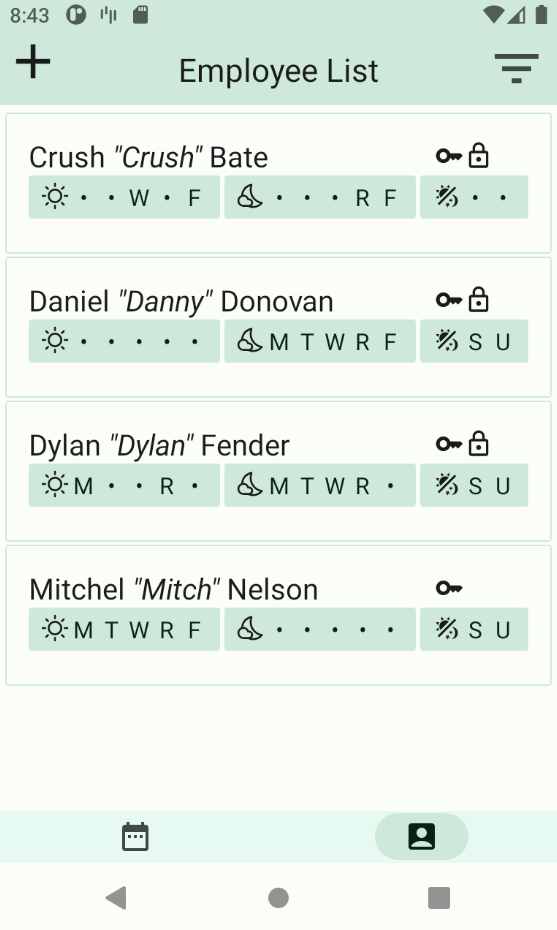 8:43
Employee List
Crush "Crush" Bate
· · W · F · · · R F · ·
Daniel "Danny" Donovan
· · · · · M T W R F S U
Dylan "Dylan" Fender
M · · R · M T W R · S U
Mitchel "Mitch" Nelson
M T W R F · · · · · S U